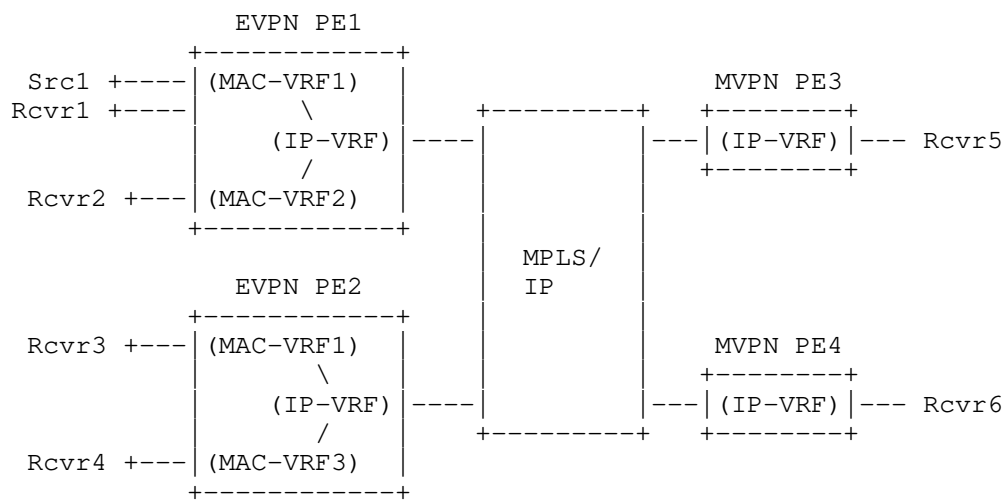 EVPN PE1
+------------+
Src1 +----|(MAC-VRF1) | MVPN PE3
Rcvr1 +----| \ | +---------+ +--------+
| (IP-VRF)|----| |---|(IP-VRF)|--- Rcvr5
| / | | | +--------+
Rcvr2 +---|(MAC-VRF2) | | |
+------------+ | |
| MPLS/ |
EVPN PE2 | IP |
+------------+ | |
Rcvr3 +---|(MAC-VRF1) | | | MVPN PE4
| \ | | | +--------+
| (IP-VRF)|----| |---|(IP-VRF)|--- Rcvr6
| / | +---------+ +--------+
Rcvr4 +---|(MAC-VRF3) |
+------------+